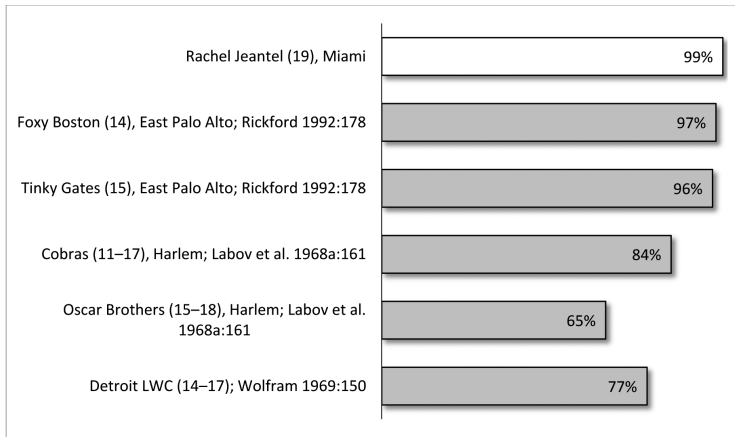 Rachel Jeantel (19), Miami
99%
Foxy Boston (14), East Palo Alto; Rickford 1992:178
97%
Tinky Gates (15), East Palo Alto; Rickford 1992:178
96%
Cobras (11–17), Harlem; Labov et al. 1968a:161
84%
Oscar Brothers (15–18), Harlem; Labov et al.
1968a:161
65%
Detroit LWC (14–17); Wolfram 1969:150
77%